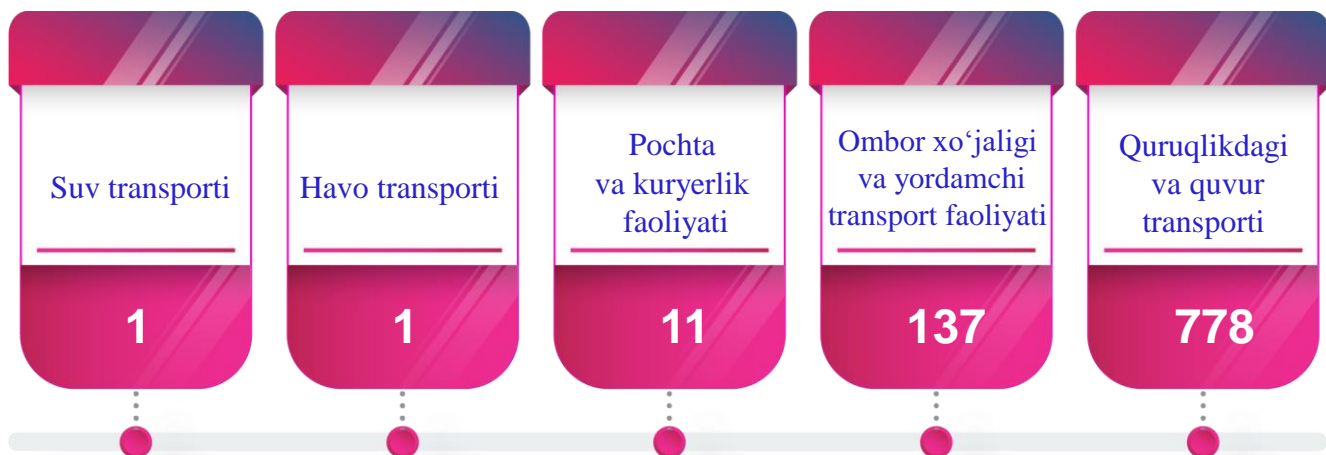 Suv transporti
1
Havo transporti
1
Pochta
va kuryerlik
faoliyati
11
Ombor xo‘jaligi
va yordamchi
transport faoliyati
137
Quruqlikdagi
va quvur
transporti
778